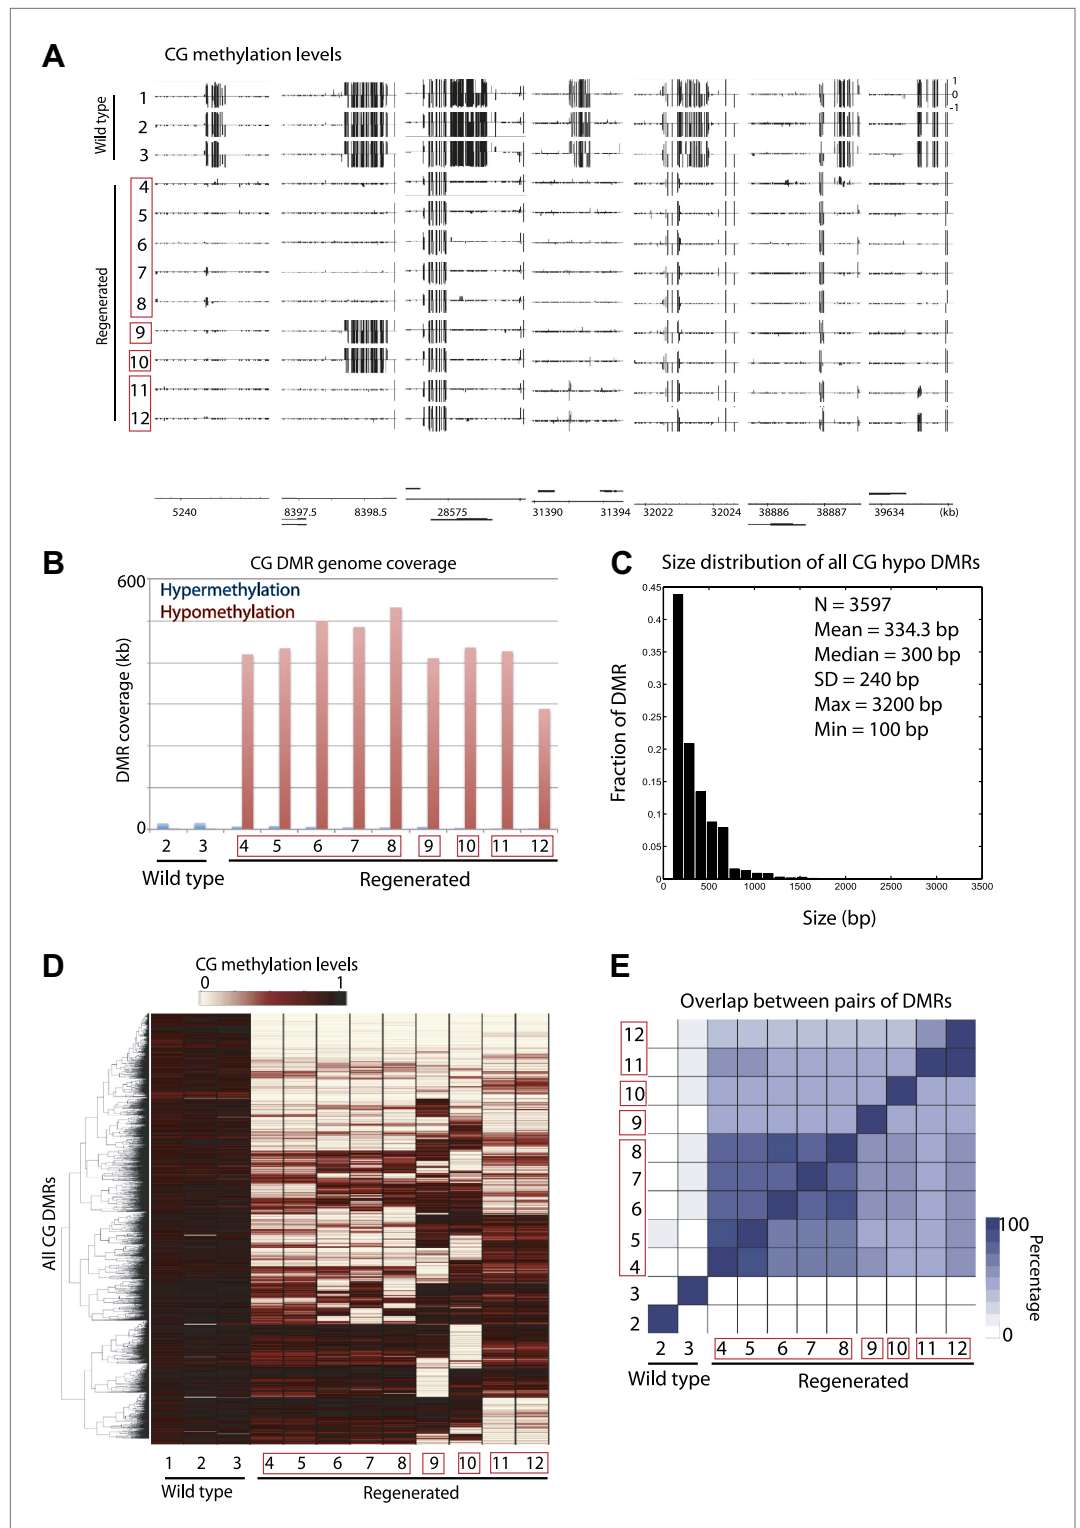 A
CG methylation levels
Wild type
Regenerated
1
2
3
4
5
6
7
8
9
10
11
12
1
0
-1
5240
8397.5
8398.5
28575
31390
31394
32022
32024
38886
38887
39634
(kb)
B
CG DMR genome coverage
600
Hypermethylation
Hypomethylation
DMR coverage (kb)
0
2 3 4 5 6 7 8 9 10 11 12
Wild type
Regenerated
C
Size distribution of all CG hypo DMRs
N = 3597
Mean = 334.3 bp
Median = 300 bp
SD = 240 bp
Max = 3200 bp
Min = 100 bp
Fraction of DMR
0.45
0.4
0.35
0.3
0.25
0.2
0.15
0.1
0.05
0
0 500 1000 1500 2000 2500 3000 3500
Size (bp)
D
CG methylation levels
0 1
All CG DMRs
1 2 3 4 5 6 7 8 9 10 11 12
Wild type
Regenerated
E
Overlap between pairs of DMRs
12
11
10
9
8
7
6
5
4
3
2
2 3 4 5 6 7 8 9 10 11 12
Wild type
Regenerated
100
0
Percentage